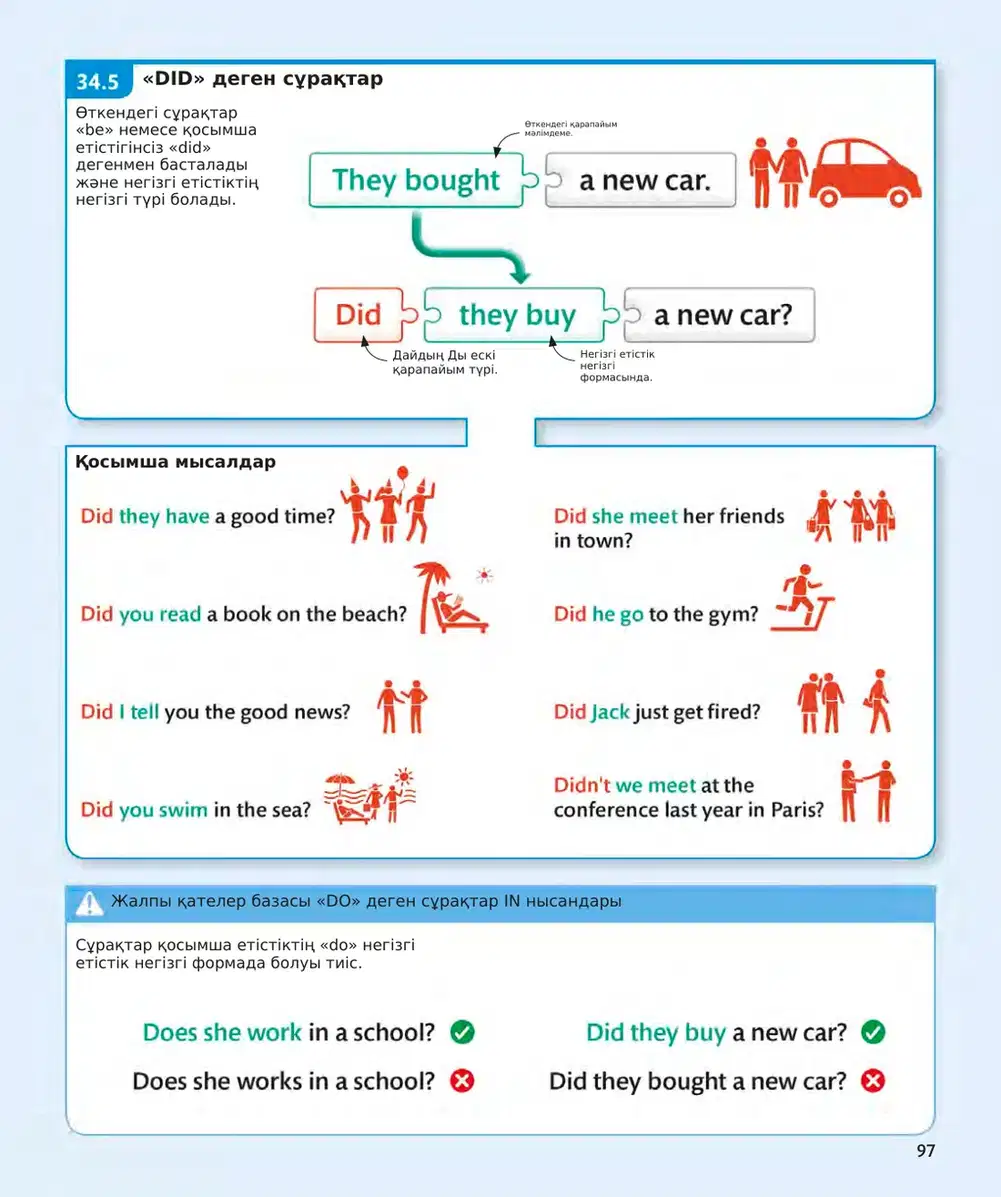 34.5 «DID» деген сұрақтар
Өткендегі сұрақтар
«be» немесе қосымша
етістігінсіз «did»
дегенмен басталады
және негізгі етістіктің
негізгі түрі болады.
Өткендегі қарапайым
мәлімдеме.
They bought a new car.
Did they buy a new car?
Дайдың Ды ескі
қарапайым түрі.
Негізгі етістік
негізгі
формасында.
Қосымша мысалдар
Did they have a good time?
Did she meet her friends
in town?
Did you read a book on the beach?
Did he go to the gym?
Did I tell you the good news?
Did Jack just get fired?
Did you swim in the sea?
Didn't we meet at the
conference last year in Paris?
Жалпы қателер базасы «DO» деген сұрақтар IN нысандары
Сұрақтар қосымша етістіктің «do» негізгі
етістік негізгі формада болуы тиіс.
Does she work in a school?
Did they buy a new car?
Does she works in a school?
Did they bought a new car?
97